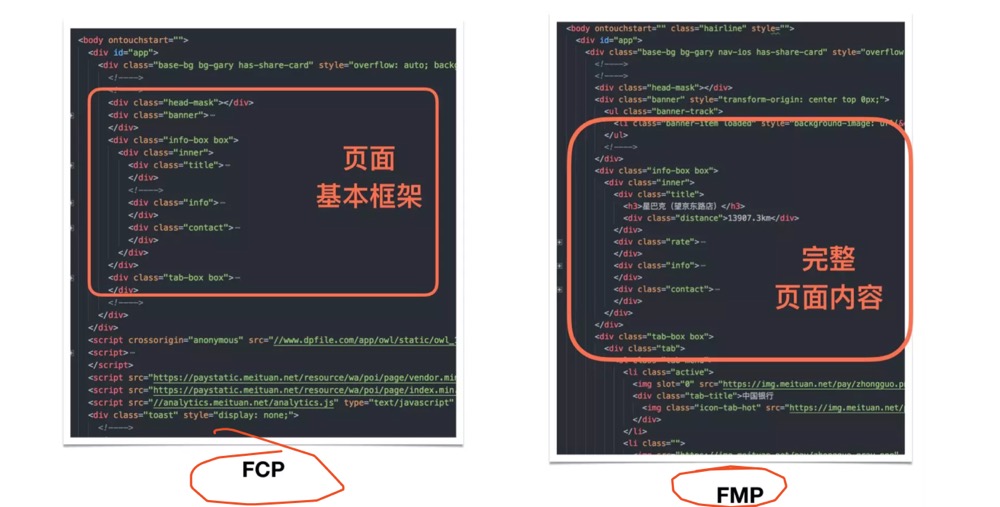 <body ontouchstart="">
<div id="app">
<div class="base-bg bg-gary has-share-card" style="overflow: auto; backg
<!---->
<div class="head-mask"></div>
<div class="banner">
</div>
<div class="info-box box">
<div class="inner">
<div class="title">
</div>
<!---->
<div class="info">
</div>
<div class="contact">
</div>
</div>
</div>
<div class="tab-box box">
</div>
<!---->
</div>
</div>
<script crossorigin="anonymous" src="//www.dpfile.com/app/owl/static/owl_
<script>
</script>
<script src="https://paystatic.meituan.net/resource/wa/poi/page/vendor.min
<script src="https://paystatic.meituan.net/resource/wa/poi/page/index.min
<script src="//analytics.meituan.net/analytics.js" type="text/javascript"
<div class="toast" style="display: none;">
<!---->
页面
基本框架
FCP
<body ontouchstart="" class="hairline" style="">
<div id="app">
<div class="base-bg bg-gary nav-ios has-share-card" style="overflow
<!---->
<!---->
<div class="head-mask"></div>
<div class="banner" style="transform-origin: center top 0px;">
<ul class="banner-track">
<li class="banner-item loaded" style="background-image:
</ul>
<!---->
</div>
<div class="info-box box">
<div class="inner">
<div class="title">
<h3>星巴克（望京东路店）</h3>
<div class="distance">13907.3km</div>
</div>
<div class="rate">
</div>
<div class="info">
</div>
<div class="contact">
</div>
</div>
</div>
<div class="tab-box box">
<div class="tab">
<li class="active">
<img slot="0" src="https://img.meituan.net/pay/zhongguo.p
<div class="tab-title">中国银行
<img class="icon-tab-hot" src="https://img.meituan.net/
</div>
</li>
<li class="">
完整
页面内容
FMP